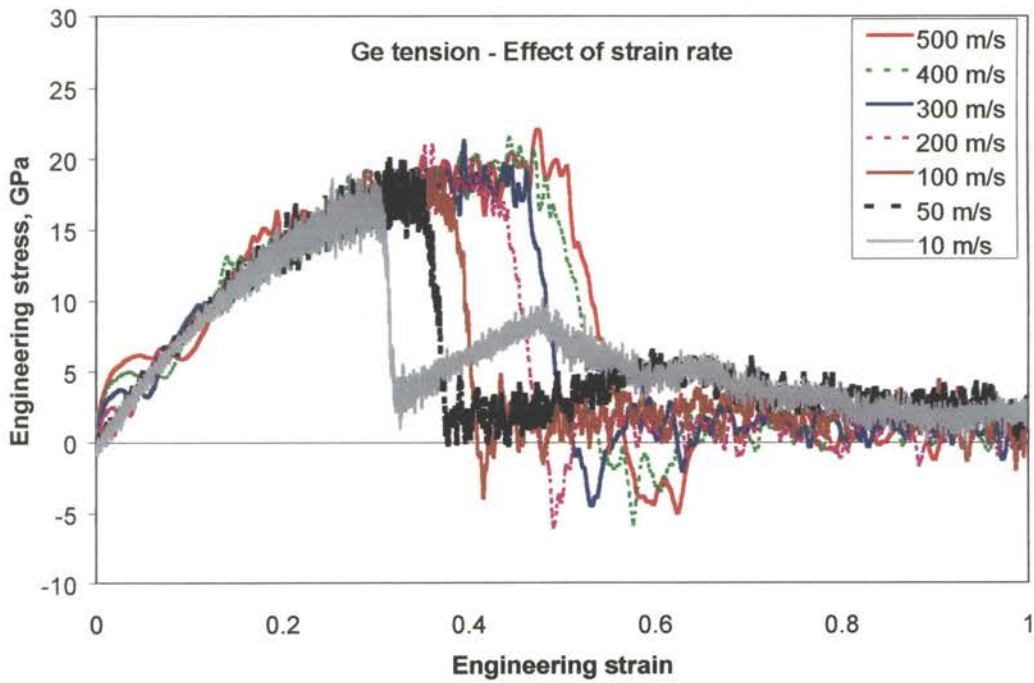 30
Ge tension - Effect of strain rate
500 m/s
400 m/s
300 m/s
200 m/s
100 m/s
50 m/s
10 m/s
25
20
15
10
5
0
-5
-10
Engineering stress, GPa
0
0.2
0.4
0.6
0.8
1
Engineering strain